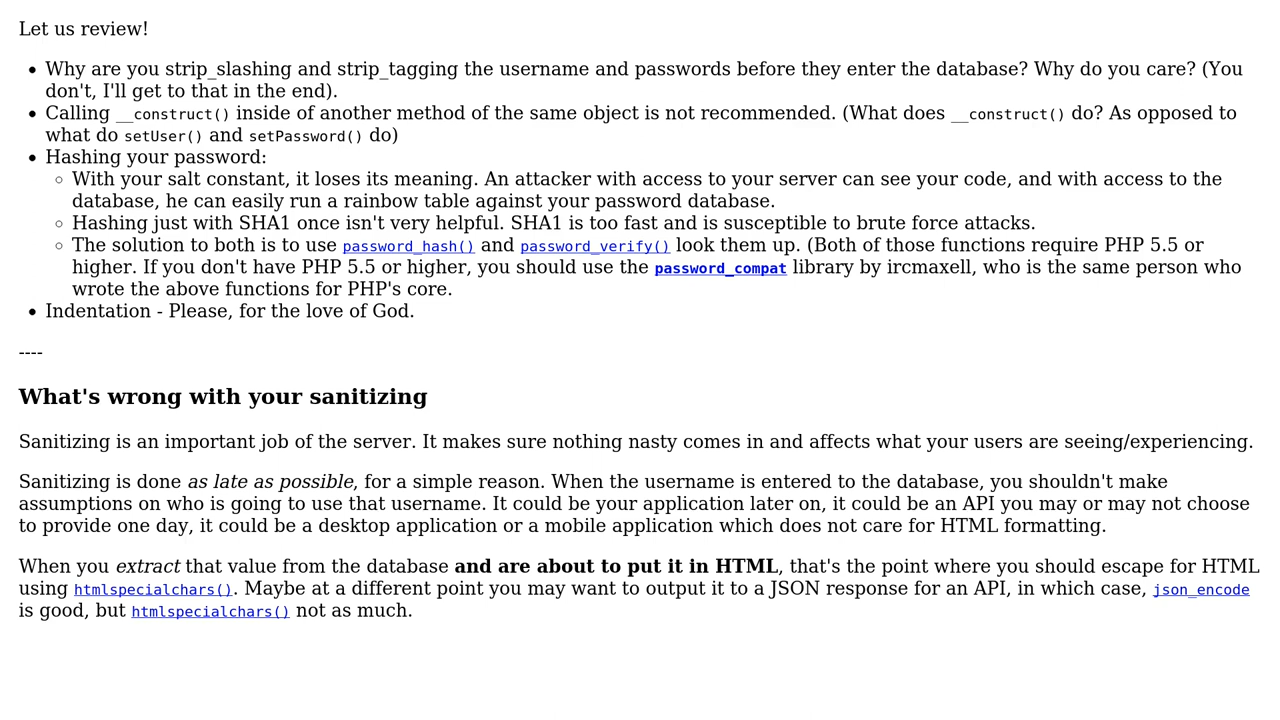 Let us review!
• Why are you strip_slashing and strip_tagging the username and passwords before they enter the database? Why do you care? (You
don't, I'll get to that in the end).
• Calling __construct() inside of another method of the same object is not recommended. (What does __construct() do? As opposed to
what do setUser() and setPassword() do)
• Hashing your password:
◦ With your salt constant, it loses its meaning. An attacker with access to your server can see your code, and with access to the
database, he can easily run a rainbow table against your password database.
◦ Hashing just with SHA1 once isn't very helpful. SHA1 is too fast and is susceptible to brute force attacks.
◦ The solution to both is to use password_hash() and password_verify() look them up. (Both of those functions require PHP 5.5 or
higher. If you don't have PHP 5.5 or higher, you should use the password_compat library by ircmaxell, who is the same person who
wrote the above functions for PHP's core.
• Indentation - Please, for the love of God.
----
What's wrong with your sanitizing
Sanitizing is an important job of the server. It makes sure nothing nasty comes in and affects what your users are seeing/experiencing.
Sanitizing is done as late as possible, for a simple reason. When the username is entered to the database, you shouldn't make
assumptions on who is going to use that username. It could be your application later on, it could be an API you may or may not choose
to provide one day, it could be a desktop application or a mobile application which does not care for HTML formatting.
When you extract that value from the database and are about to put it in HTML, that's the point where you should escape for HTML
using htmlspecialchars(). Maybe at a different point you may want to output it to a JSON response for an API, in which case, json_encode
is good, but htmlspecialchars() not as much.